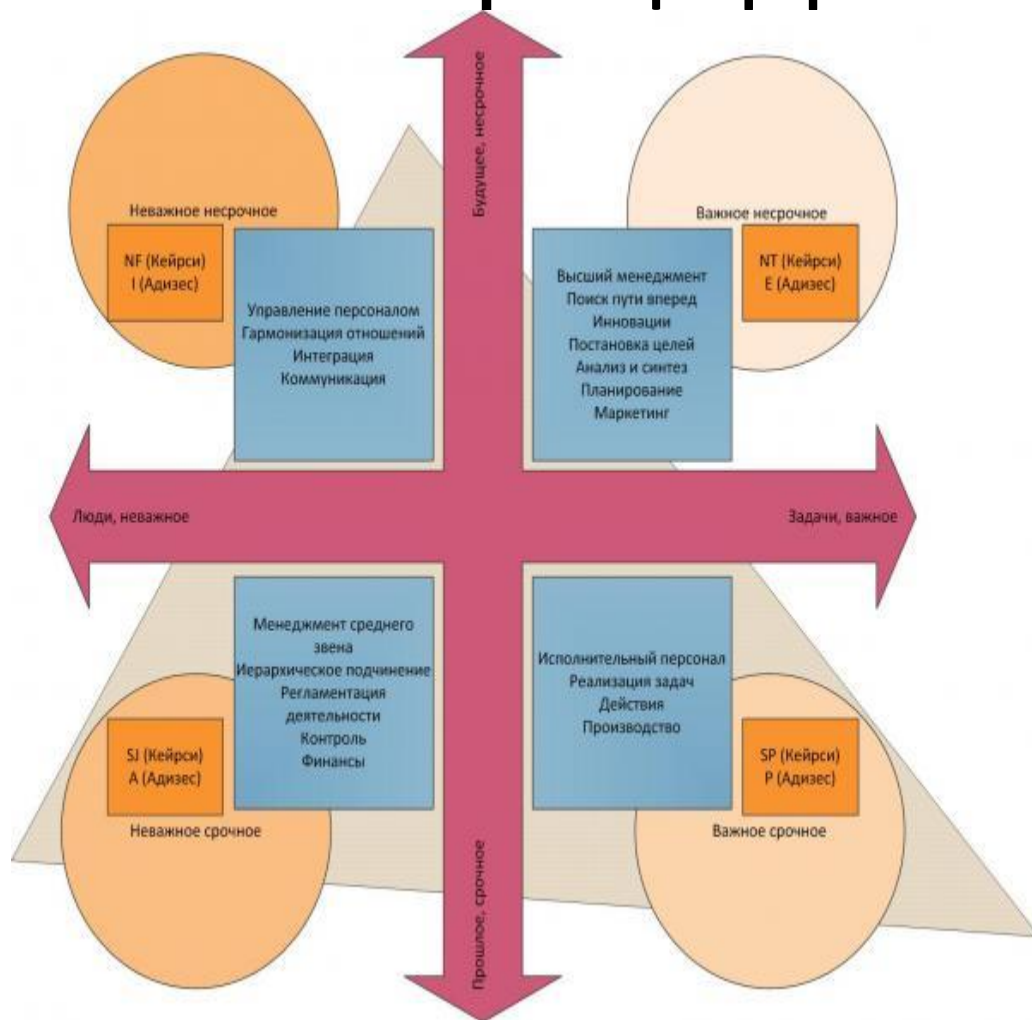 Будущее, несрочное
Неважное несрочное
NF (Кейрси)
I (Адизес)
Управление персоналом
Гармонизация отношений
Интеграция
Коммуникация
Высший менеджмент
Поиск пути вперед
Инновации
Постановка целей
Анализ и синтез
Планирование
Маркетинг
Важное несрочное
NT (Кейрси)
E (Адизес)
Люди, неважное
Задачи, важное
Менеджмент среднего
звена
Иерархическое подчинение
Регламентация
деятельности
Контроль
Финансы
SJ (Кейрси)
A (Адизес)
Неважное срочное
Исполнительный персонал
Реализация задач
Действия
Производство
SP (Кейрси)
P (Адизес)
Важное срочное
Прошлое, срочное